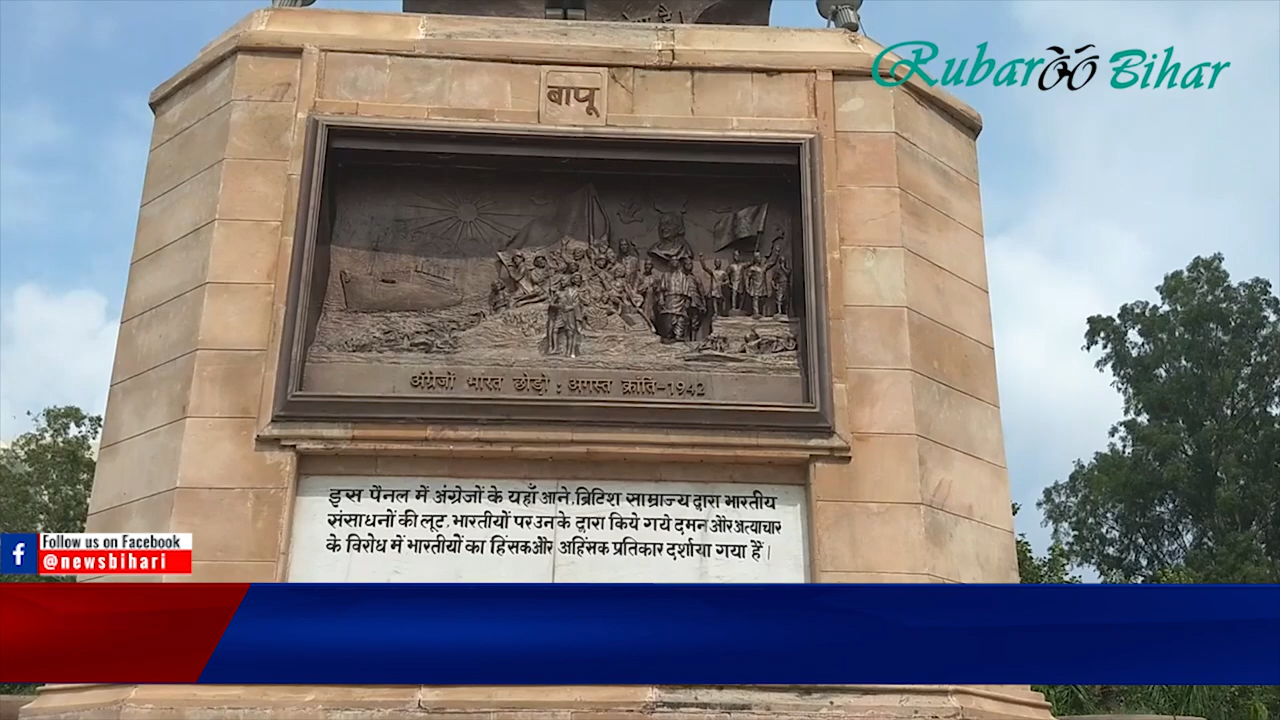 Rubaroo Bihar
बापू
अंग्रेजों भारत छोड़ो : अगस्त क्रांति-1942
इस पैनल में अंग्रेजों के यहाँ आने, ब्रिटिश साम्राज्य द्वारा भारतीय
संसाधनों की लूट, भारतीयों पर उनके द्वारा किये गये दमन और अत्याचार
के विरोध में भारतीयों का हिंसक और अहिंसक प्रतिकार दर्शाया गया हैं।
f
Follow us on Facebook
@newsbihari